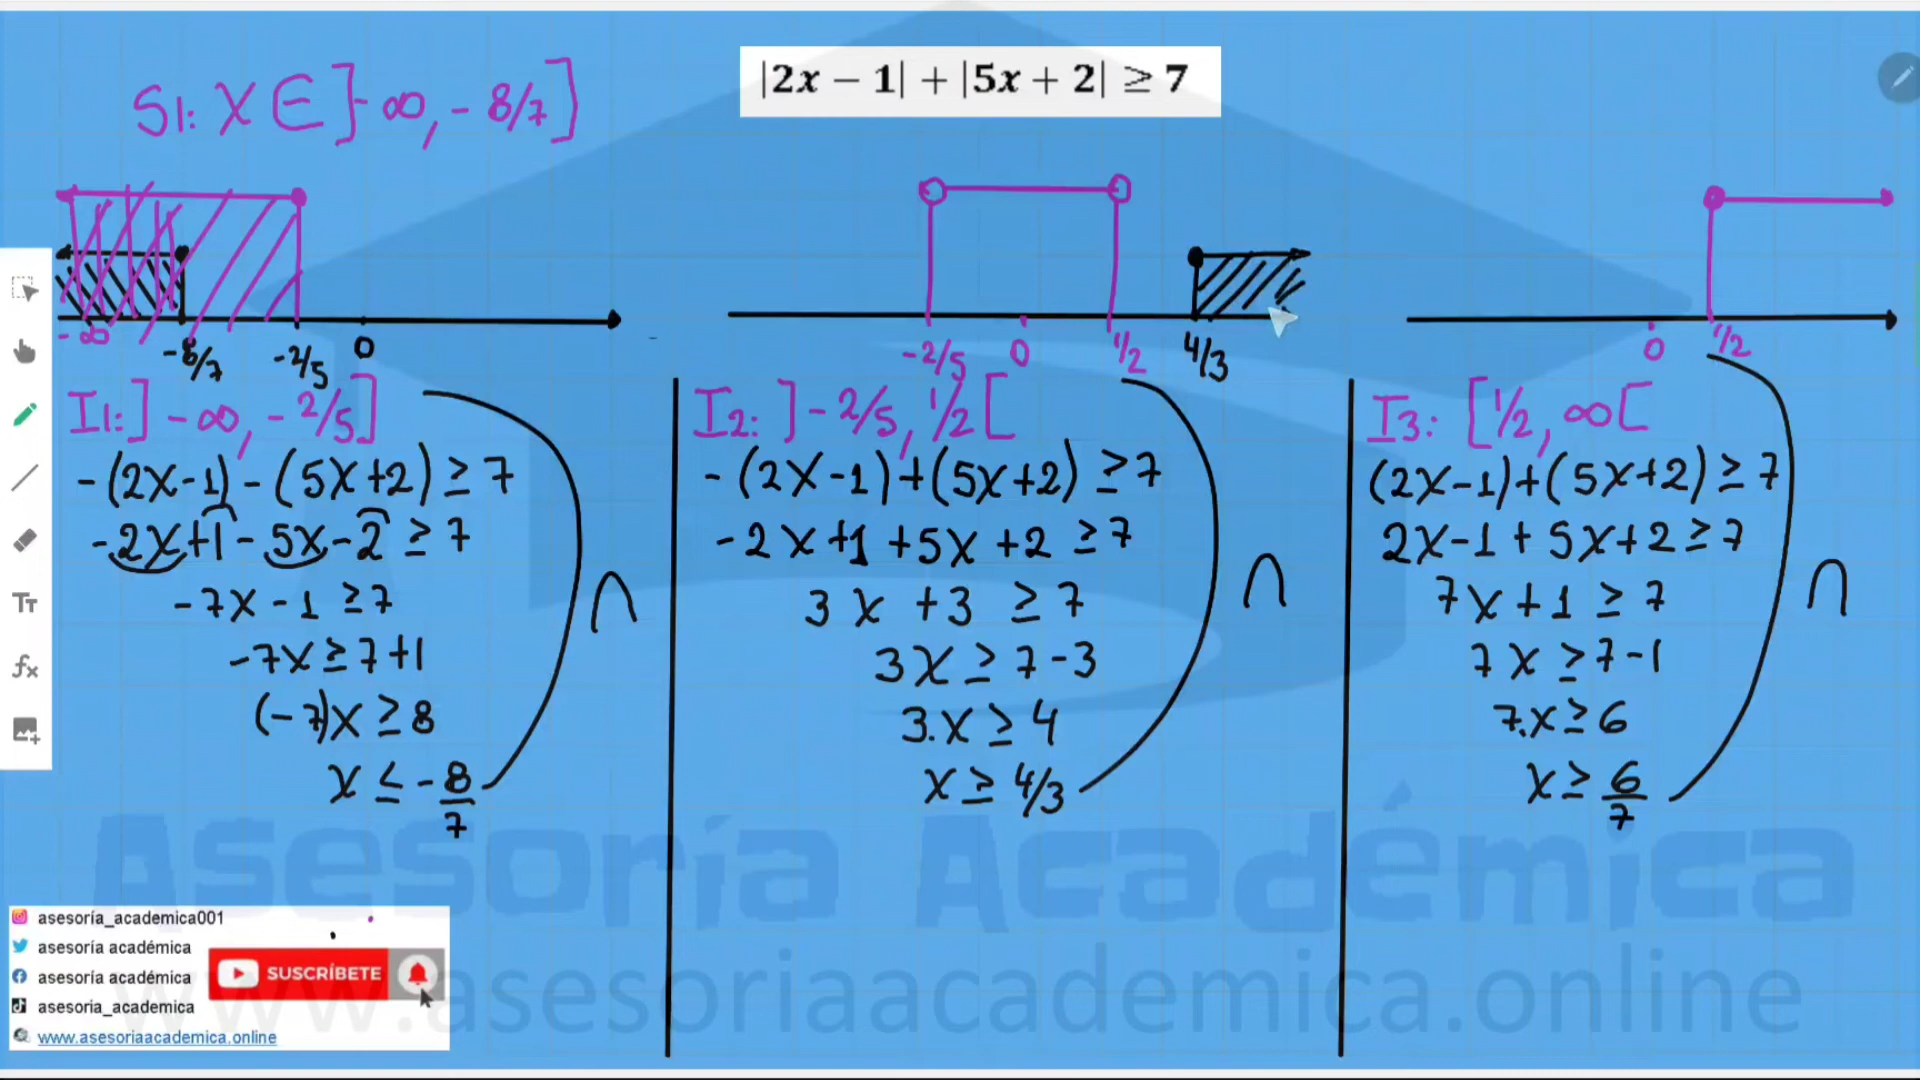 |2x − 1| + |5x + 2| ≥ 7
S1: X ∈ ]-∞, -8/7]
-∞ -8/7 -2/5 0
-2/5 0 1/2 4/3
0 1/2
I1: ]-∞, -2/5]
-(2x-1) - (5x+2) ≥ 7
-2x+1 - 5x-2 ≥ 7
-7x - 1 ≥ 7
-7x ≥ 7+1
(-7)x ≥ 8
x ≤ -8/7
∩
I2: ]-2/5, 1/2[
-(2x-1)+(5x+2) ≥ 7
-2x+1+5x+2 ≥ 7
3x +3 ≥ 7
3x ≥ 7-3
3.x ≥ 4
x ≥ 4/3
∩
I3: [1/2, ∞[
(2x-1)+(5x+2) ≥ 7
2x-1+5x+2 ≥ 7
7x+1 ≥ 7
7x ≥ 7-1
7.x ≥ 6
x ≥ 6/7
∩
Tт
fx
Asesoría Académica
www.asesoriaacademica.online
asesoría_academica001
asesoría académica
asesoría académica
asesoria_academica
www.asesoriaacademica.online
SUSCRÍBETE